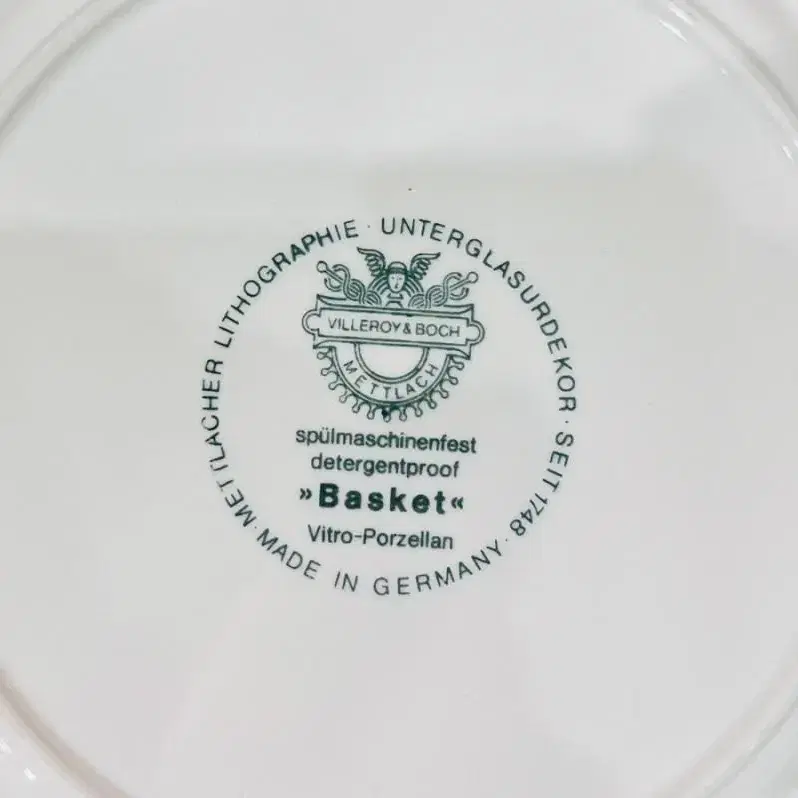 METTLACHER LITHOGRAPHIE · UNTERGLASURDEKOR · SEIT 1748 · MADE IN GERMANY ·
VILLEROY & BOCH
METTLACH
spülmaschinenfest
detergentproof
»Basket«
Vitro-Porzellan